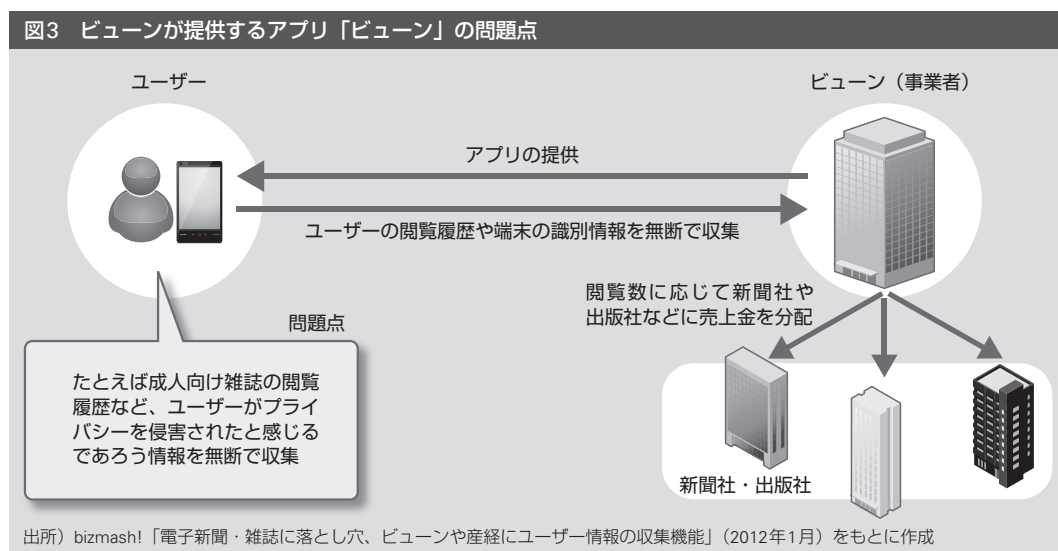 図3 ビューンが提供するアプリ「ビューン」の問題点
ユーザー
ビューン（事業者）
アプリの提供
ユーザーの閲覧履歴や端末の識別情報を無断で収集
閲覧数に応じて新聞社や
出版社などに売上金を分配
問題点
たとえば成人向け雑誌の閲覧
履歴など、ユーザーがプライ
バシーを侵害されたと感じる
であろう情報を無断で収集
新聞社・出版社
出所）bizmash!「電子新聞・雑誌に落とし穴、ビューンや産経にユーザー情報の収集機能」（2012年1月）をもとに作成